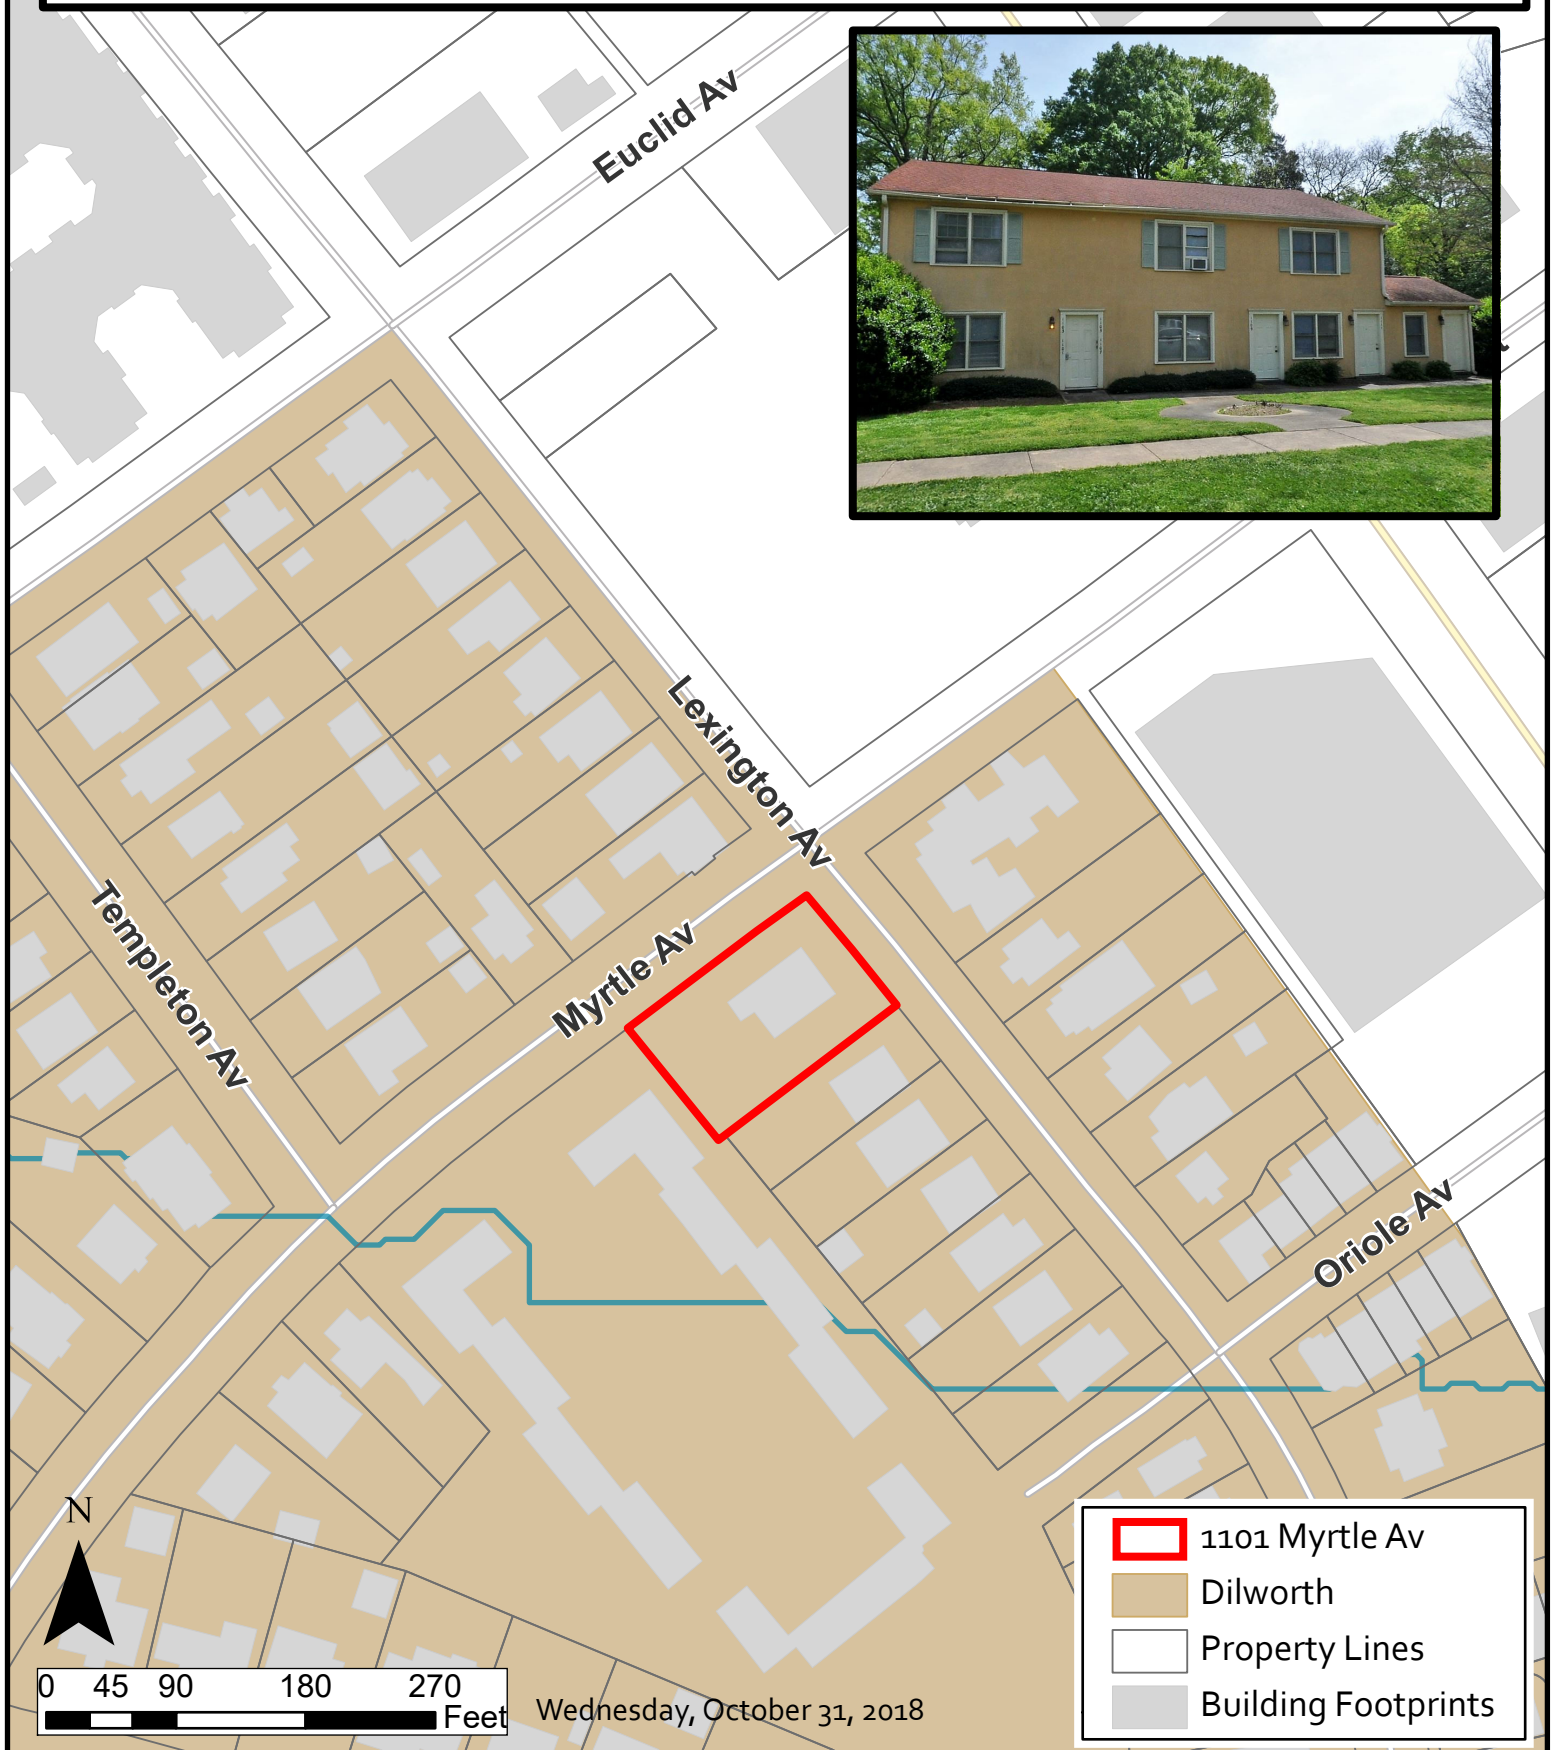 Euclid Av
Lexington Av
Myrtle Av
Templeton Av
Oriole Av
N
0 45 90 180 270
Feet
Wednesday, October 31, 2018
1101 Myrtle Av
Dilworth
Property Lines
Building Footprints